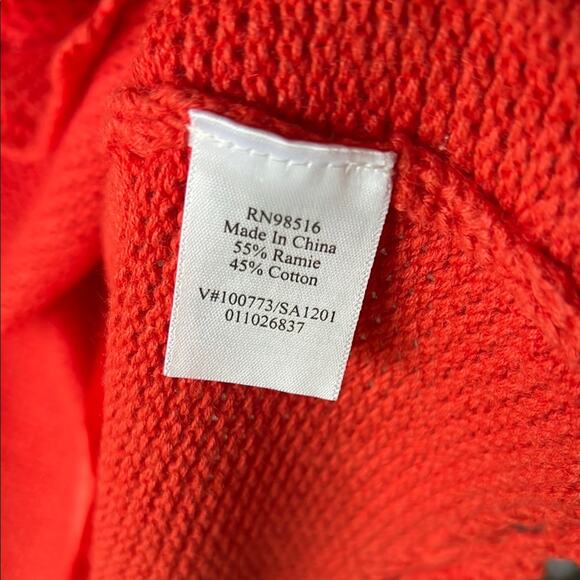 RN98516
Made In China
55% Ramie
45% Cotton
V#100773/SA1201
011026837